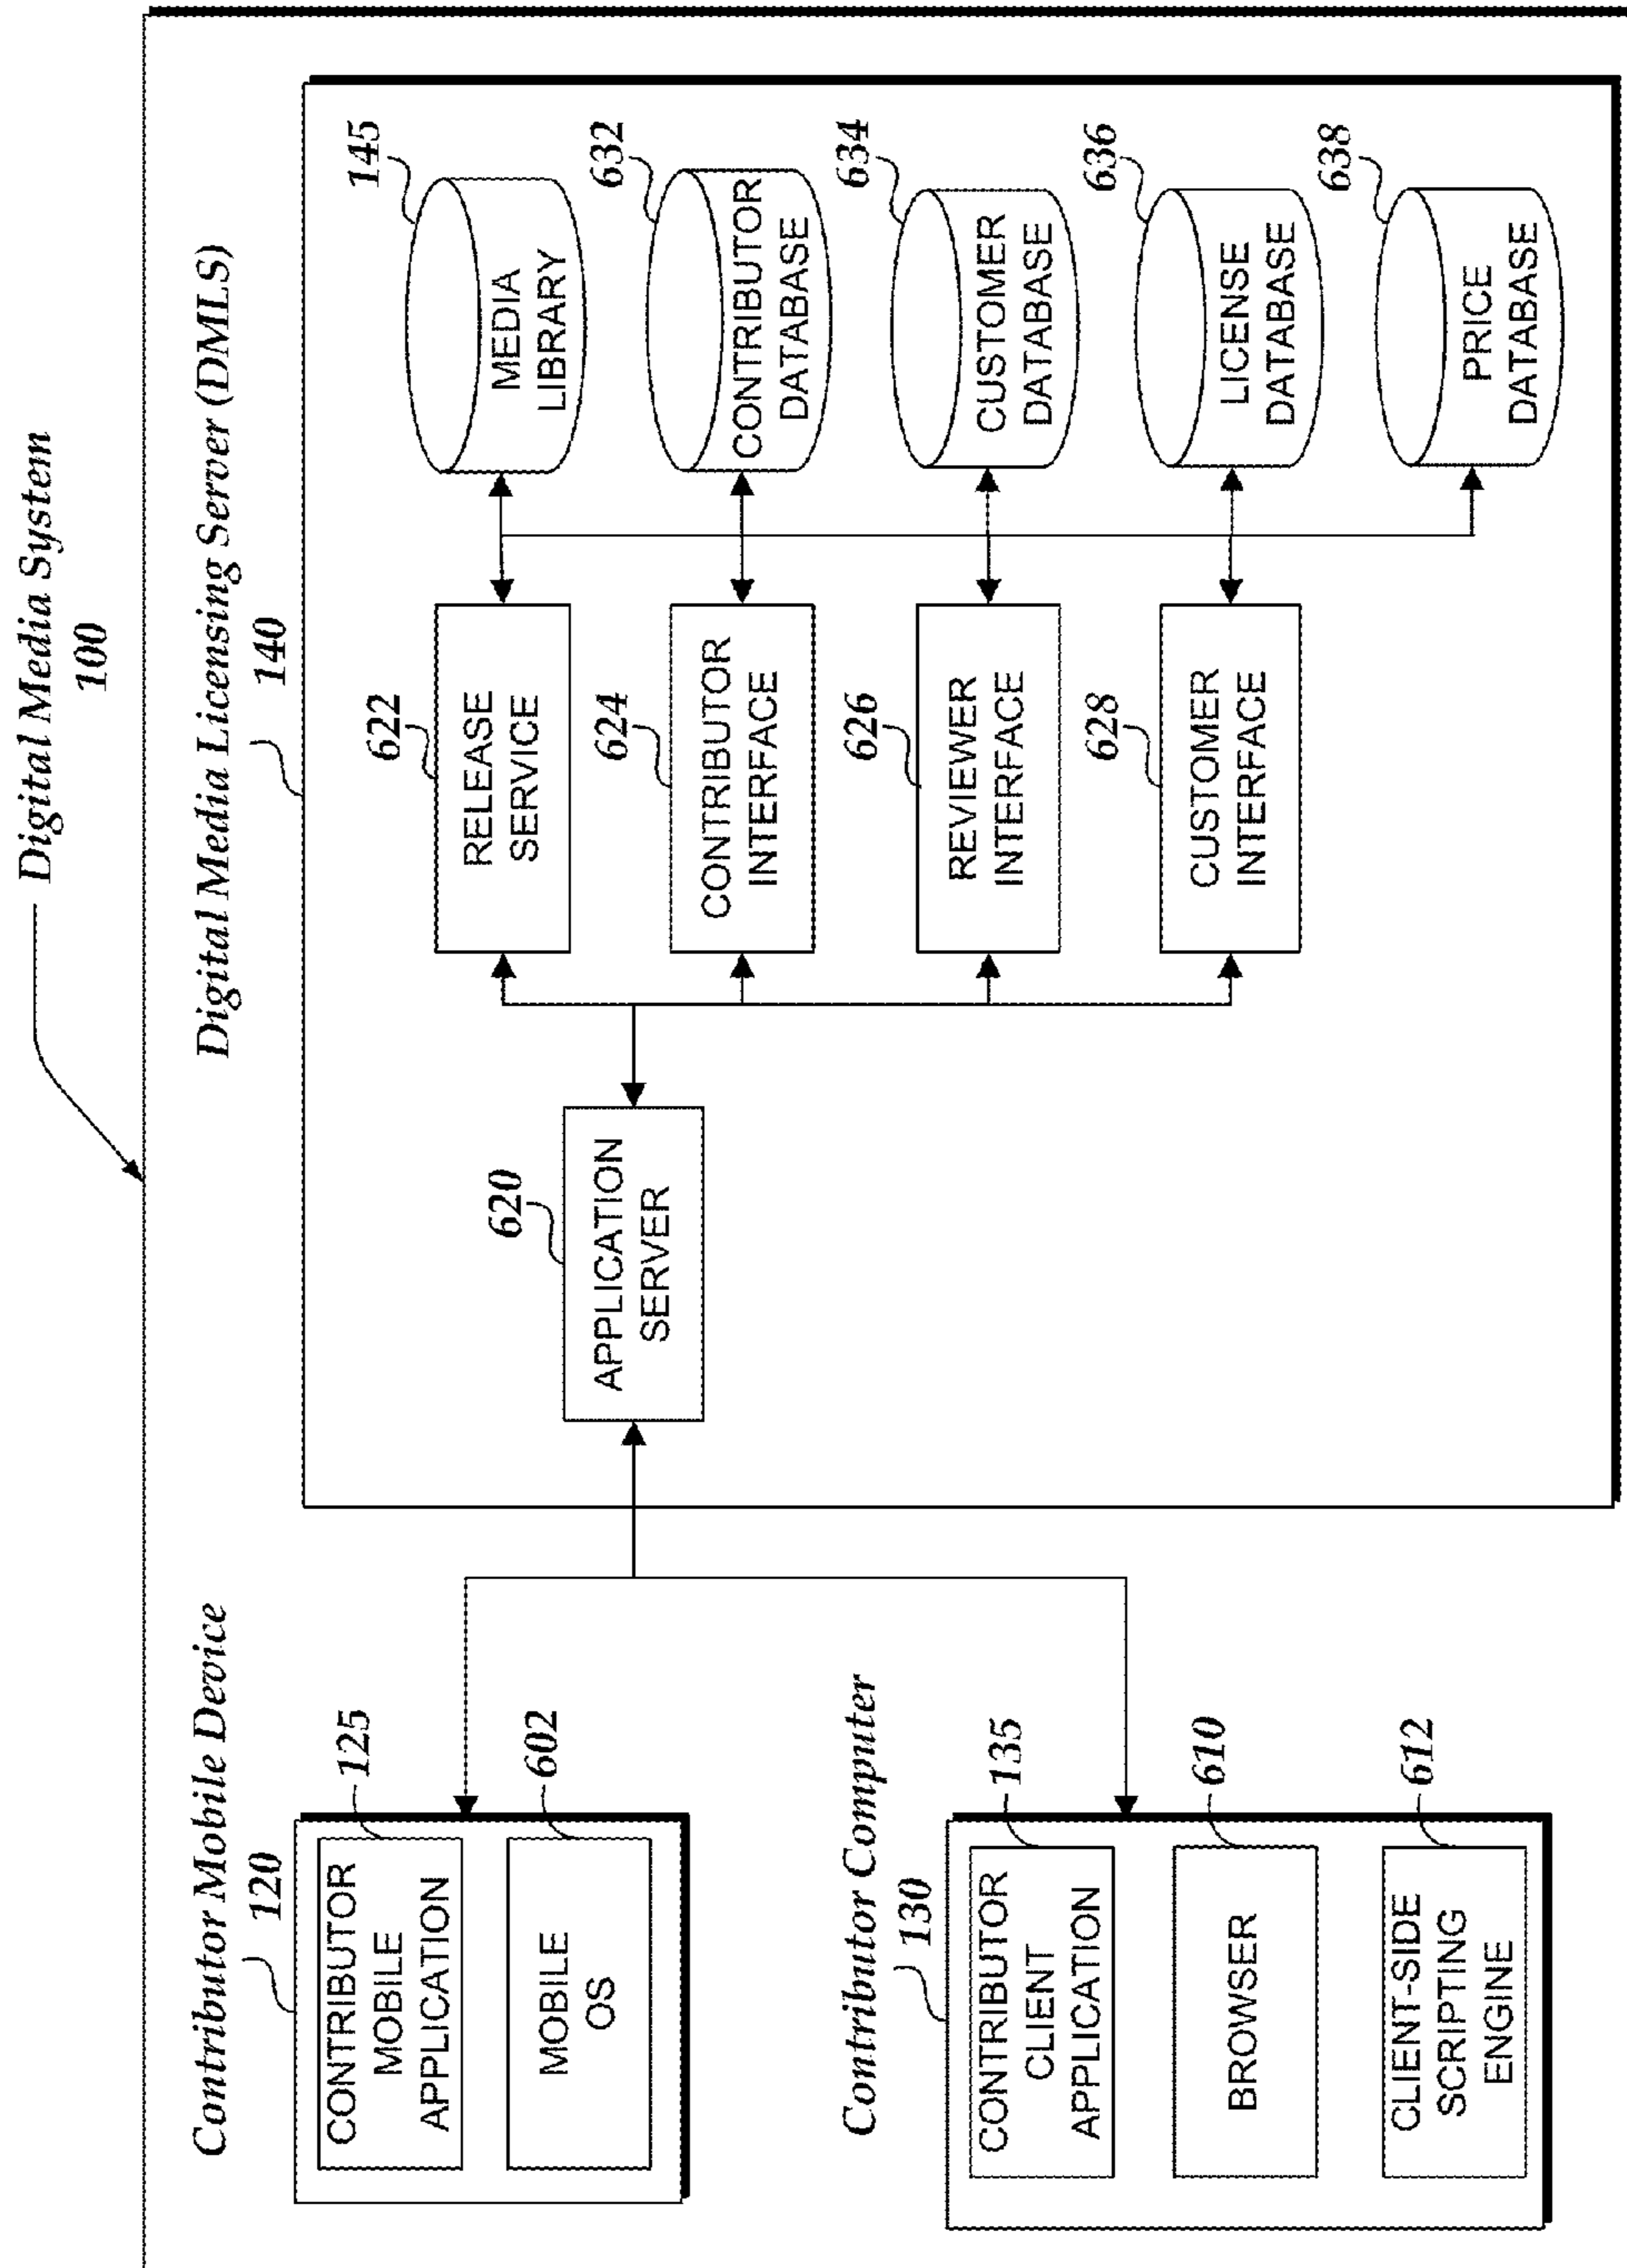 Digital Media System
100
Contributor Mobile Device
120
CONTRIBUTOR
MOBILE
APPLICATION
125
MOBILE
OS
602
Contributor Computer
130
CONTRIBUTOR
CLIENT
APPLICATION
135
BROWSER
610
CLIENT-SIDE
SCRIPTING
ENGINE
612
Digital Media Licensing Server (DMLS)
140
620
APPLICATION
SERVER
622
RELEASE
SERVICE
624
CONTRIBUTOR
INTERFACE
626
REVIEWER
INTERFACE
628
CUSTOMER
INTERFACE
145
MEDIA
LIBRARY
632
CONTRIBUTOR
DATABASE
634
CUSTOMER
DATABASE
636
LICENSE
DATABASE
638
PRICE
DATABASE